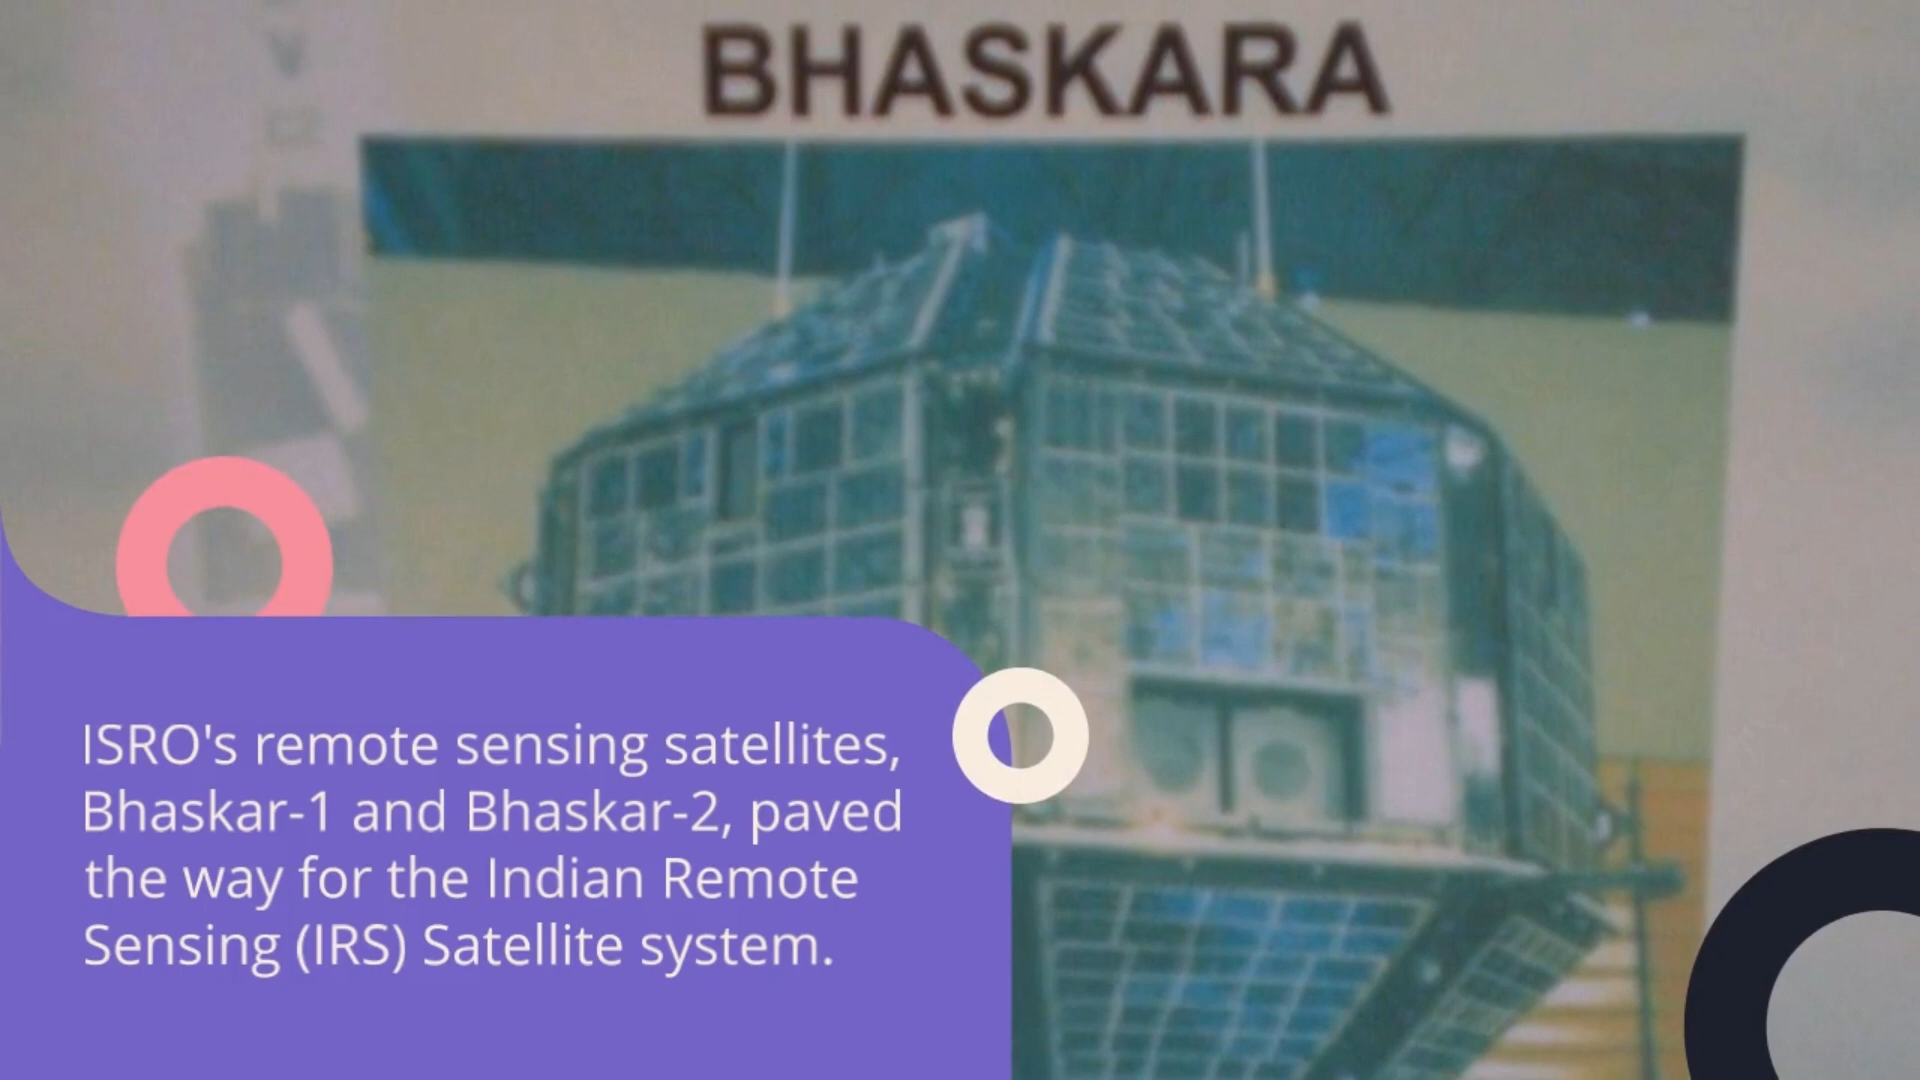 BHASKARA
ISRO's remote sensing satellites,
Bhaskar-1 and Bhaskar-2, paved
the way for the Indian Remote
Sensing (IRS) Satellite system.